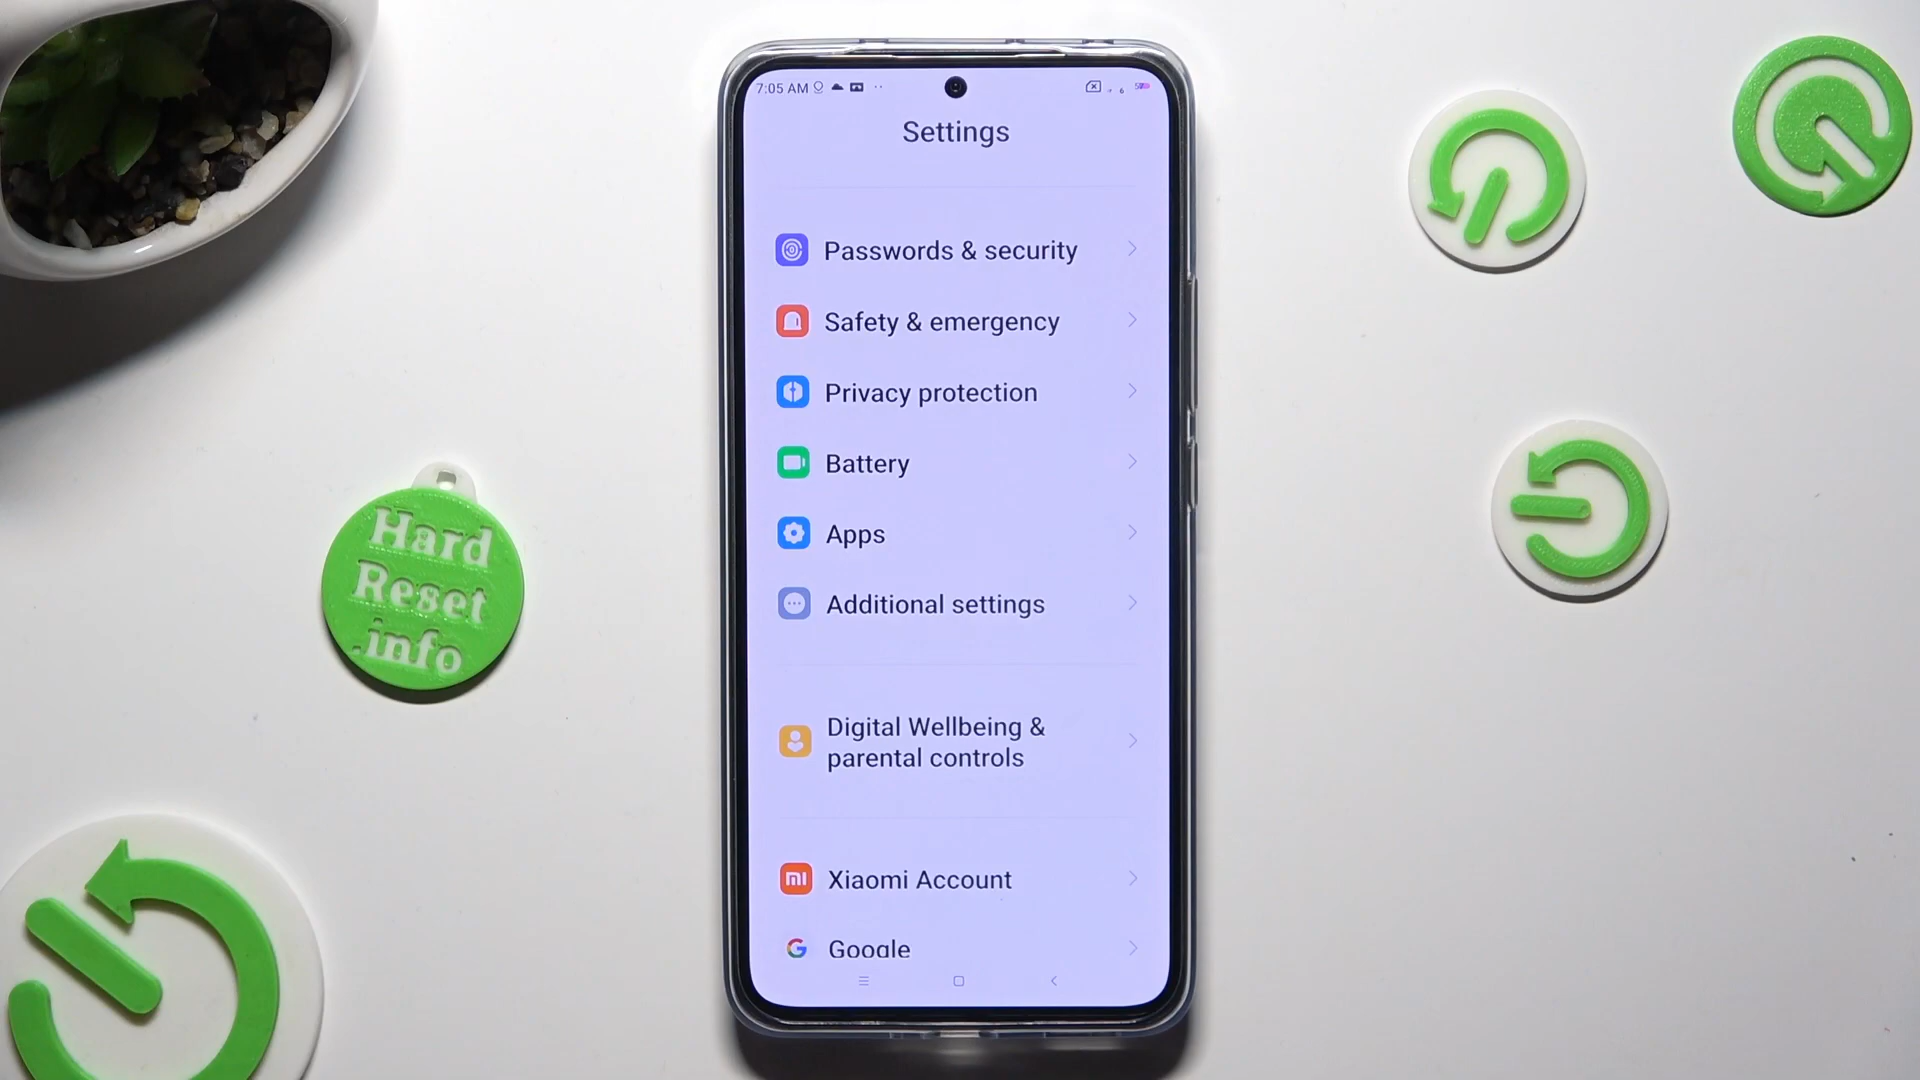 7:05 AM
Settings
Passwords & security
Safety & emergency
Privacy protection
Battery
Apps
Additional settings
Digital Wellbeing &
parental controls
mi
Xiaomi Account
G
Google
Hard
Reset
.info